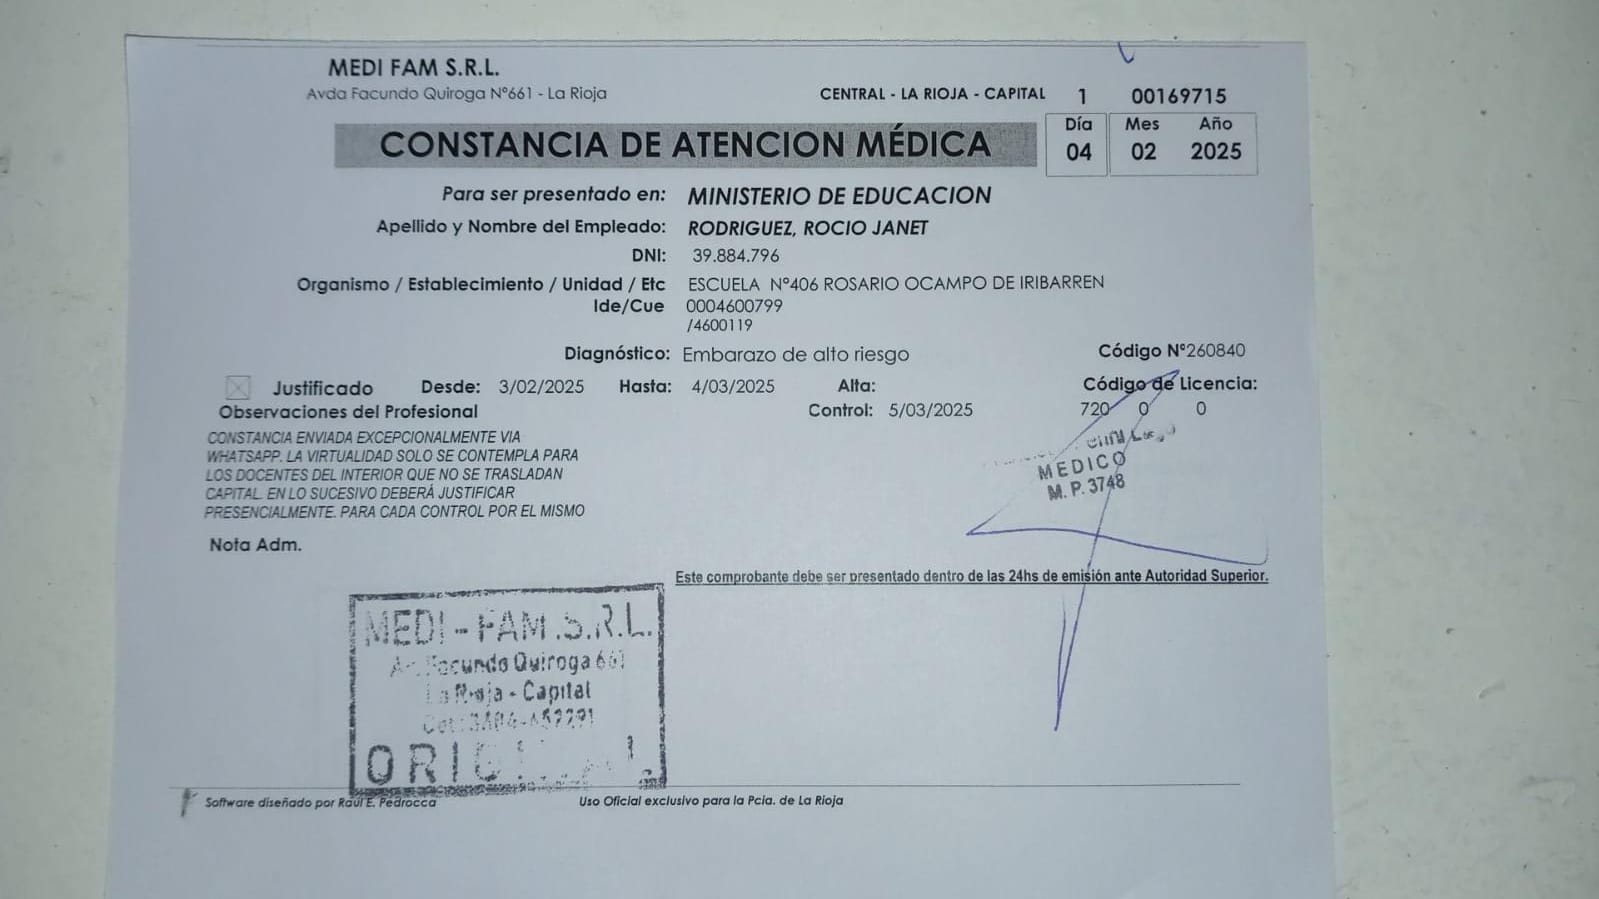 MEDI FAM S.R.L.
Avda Facundo Quiroga Nº661 - La Rioja
CENTRAL - LA RIOJA - CAPITAL 1 00169715
CONSTANCIA DE ATENCION MÉDICA
Día Mes Año
04 02 2025
Para ser presentado en: MINISTERIO DE EDUCACION
Apellido y Nombre del Empleado: RODRIGUEZ, ROCIO JANET
DNI: 39.884.796
Organismo / Establecimiento / Unidad / Etc ESCUELA Nº406 ROSARIO OCAMPO DE IRIBARREN
Ide/Cue 0004600799
/4600119
Diagnóstico: Embarazo de alto riesgo Código Nº260840
Justificado Desde: 3/02/2025 Hasta: 4/03/2025 Alta: Código de Licencia:
Observaciones del Profesional Control: 5/03/2025 720 0 0
CONSTANCIA ENVIADA EXCEPCIONALMENTE VIA
WHATSAPP. LA VIRTUALIDAD SOLO SE CONTEMPLA PARA
LOS DOCENTES DEL INTERIOR QUE NO SE TRASLADAN
CAPITAL. EN LO SUCESIVO DEBERÁ JUSTIFICAR
PRESENCIALMENTE. PARA CADA CONTROL POR EL MISMO
MEDICO
M. P. 3748
Nota Adm.
Este comprobante debe ser presentado dentro de las 24hs de emisión ante Autoridad Superior.
MEDI - FAM .S.R.L.
Facundo Quiroga 661
La Rioja - Capital
Software diseñado por Raúl E. Pedrocca
Uso Oficial exclusivo para la Pcia. de La Rioja